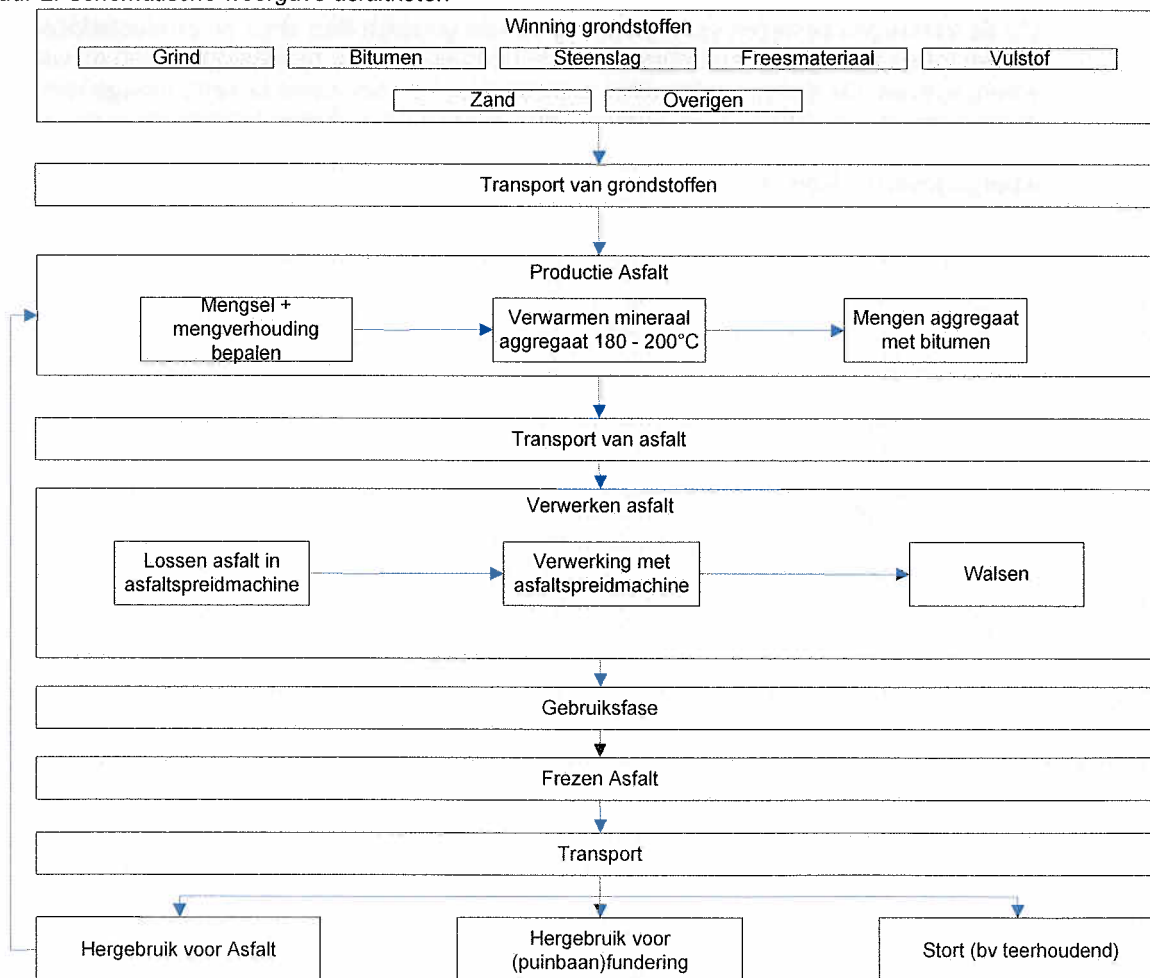 Winning grondstoffen
Grind
Bitumen
Steenslag
Freesmateriaal
Vulstof
Zand
Overigen
Transport van grondstoffen
Productie Asfalt
Mengsel +
mengverhouding
bepalen
Verwarmen mineraal
aggregaat 180 - 200°C
Mengen aggregaat
met bitumen
Transport van asfalt
Verwerken asfalt
Lossen asfalt in
asfaltspreidmachine
Verwerking met
asfaltspreidmachine
Walsen
Gebruiksfase
Frezen Asfalt
Transport
Hergebruik voor Asfalt
Hergebruik voor
(puinbaan)fundering
Stort (bv teerhoudend)